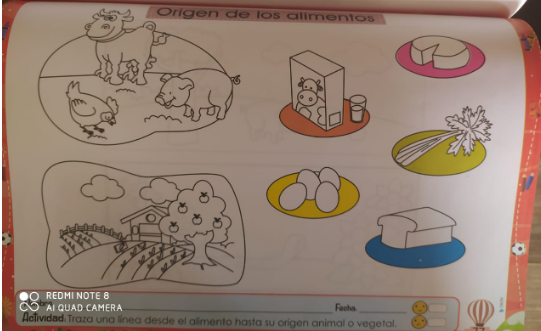 Origen de los alimentos
Fecha
REDMI NOTE 8
AI QUAD CAMERA
Actividad: Traza una línea desde el alimento hasta su origen animal o vegetal.